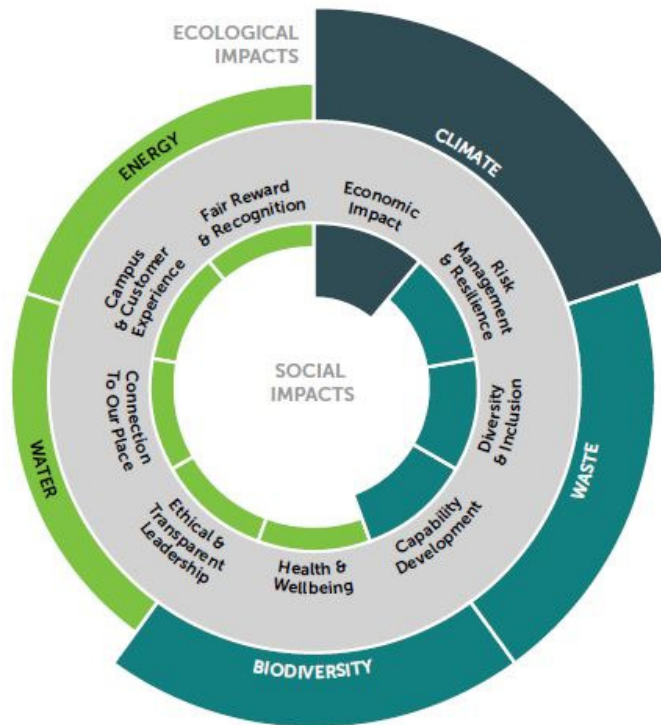 ECOLOGICAL
IMPACTS
CLIMATE
WASTE
BIODIVERSITY
WATER
ENERGY
Economic
Impact
Risk
Management
& Resilience
Diversity
& Inclusion
Capability
Development
Health &
Wellbeing
Ethical &
Transparent
Leadership
Connection
To Our Place
Campus
& Customer
Experience
Fair Reward
& Recognition
SOCIAL
IMPACTS